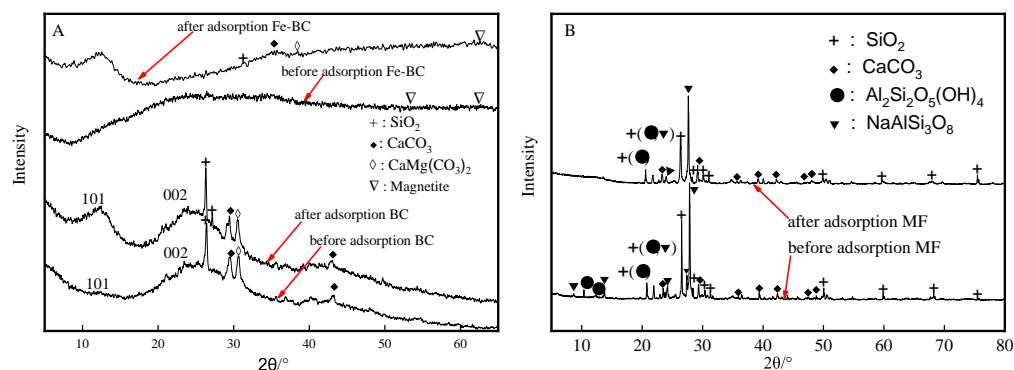 A
after adsorption Fe-BC
before adsorption Fe-BC
+ : SiO2
◆ : CaCO3
◊ : CaMg(CO3)2
∇ : Magnetite
101
002
after adsorption BC
before adsorption BC
002
101
Intensity
10 20 30 40 50 60
2θ/°
B
+ : SiO2
◆ : CaCO3
● : Al2Si2O5(OH)4
▼ : NaAlSi3O8
+(●▼)
+(●)
after adsorption MF
before adsorption MF
+(●▼)
+(●)
Intensity
10 20 30 40 50 60 70 80
2θ/°